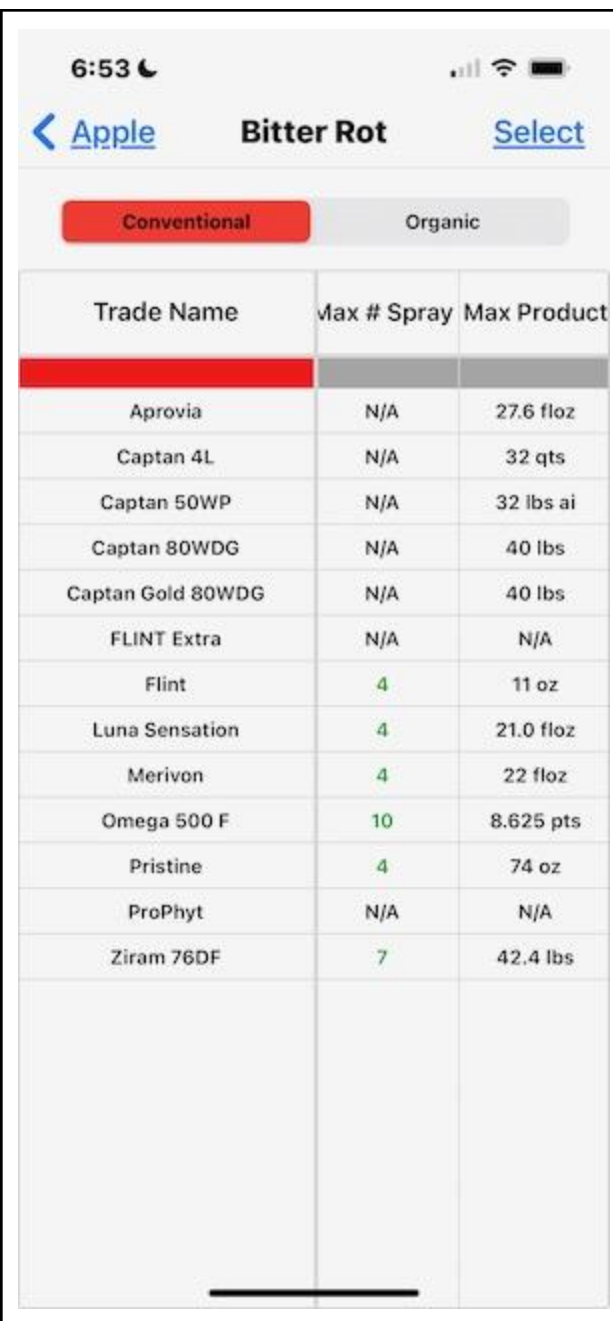 6:53
Apple Bitter Rot Select
Conventional Organic
Trade Name Max # Spray Max Product
Aprovia N/A 27.6 floz
Captan 4L N/A 32 qts
Captan 50WP N/A 32 lbs ai
Captan 80WDG N/A 40 lbs
Captan Gold 80WDG N/A 40 lbs
FLINT Extra N/A N/A
Flint 4 11 oz
Luna Sensation 4 21.0 floz
Merivon 4 22 floz
Omega 500 F 10 8.625 pts
Pristine 4 74 oz
ProPhyt N/A N/A
Ziram 76DF 7 42.4 lbs